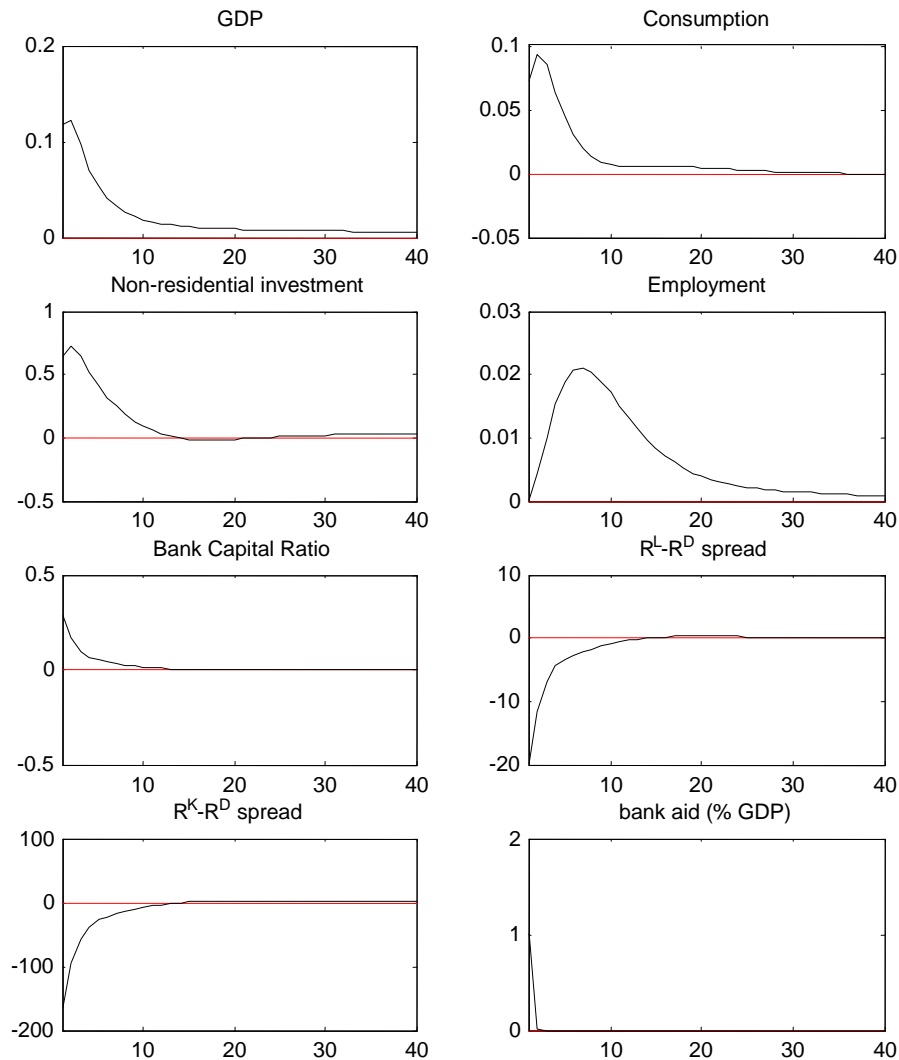 GDP
0.2
0.1
0
10 20 30 40
Consumption
0.1
0.05
0
-0.05
10 20 30 40
Non-residential investment
1
0.5
0
-0.5
10 20 30 40
Employment
0.03
0.02
0.01
0
10 20 30 40
Bank Capital Ratio
0.5
0
-0.5
10 20 30 40
R^L-R^D spread
10
0
-10
-20
10 20 30 40
R^K-R^D spread
100
0
-100
-200
10 20 30 40
bank aid (% GDP)
2
1
0
10 20 30 40